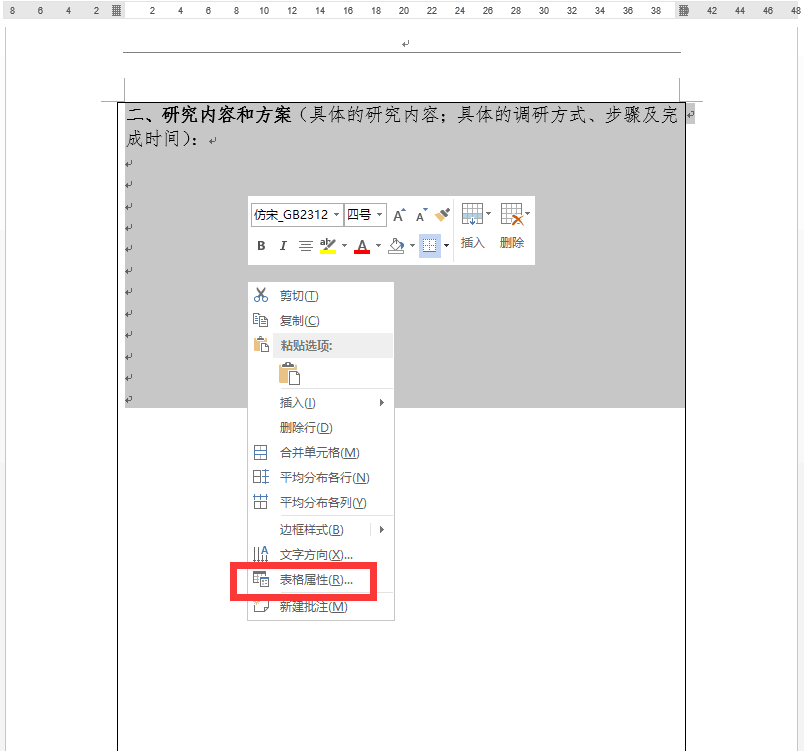 8 6 4 2 2 4 6 8 10 12 14 16 18 20 22 24 26 28 30 32 34 36 38 42 44 46 48
二、研究内容和方案（具体的研究内容；具体的调研方式、步骤及完
成时间）：
仿宋_GB2312 四号 A A
B I ab A 插入 删除
剪切(T)
复制(C)
粘贴选项:
插入(I)
删除行(D)
合并单元格(M)
平均分布各行(N)
平均分布各列(Y)
边框样式(B)
文字方向(X)...
表格属性(R)...
新建批注(M)